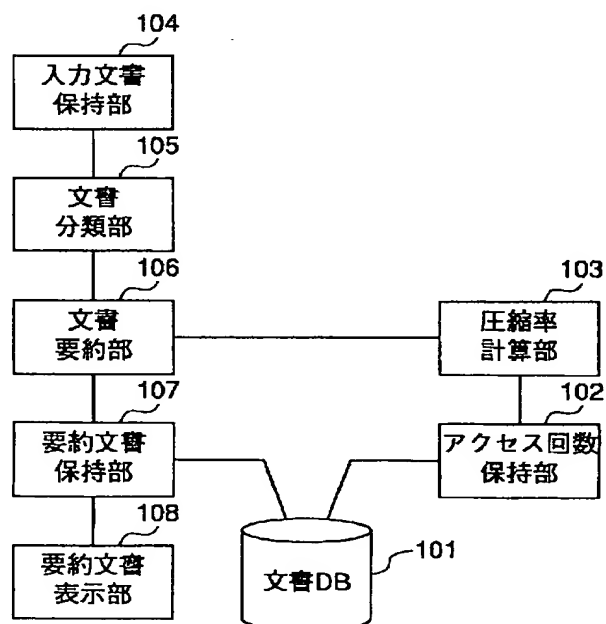 104
入力文書
保持部
105
文書
分類部
106
文書
要約部
103
圧縮率
計算部
107
要約文書
保持部
102
アクセス回数
保持部
108
要約文書
表示部
101
文書DB